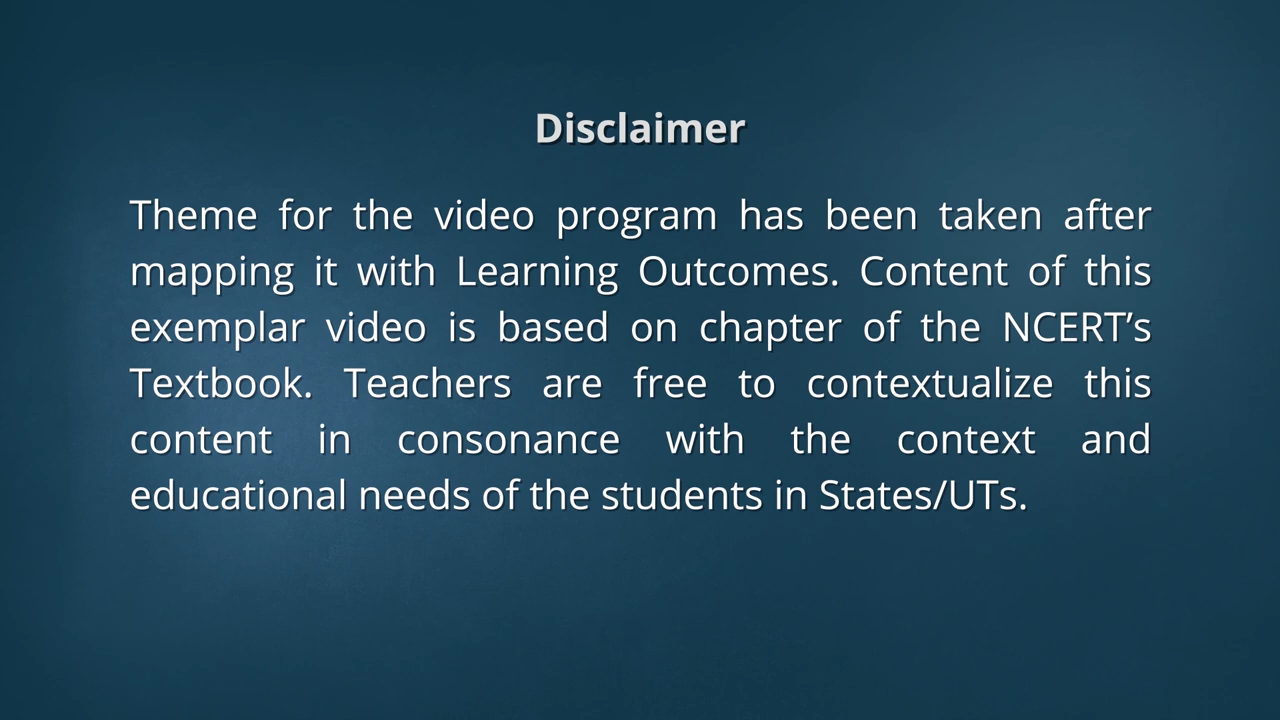 Disclaimer
Theme for the video program has been taken after
mapping it with Learning Outcomes. Content of this
exemplar video is based on chapter of the NCERT’s
Textbook. Teachers are free to contextualize this
content in consonance with the context and
educational needs of the students in States/UTs.